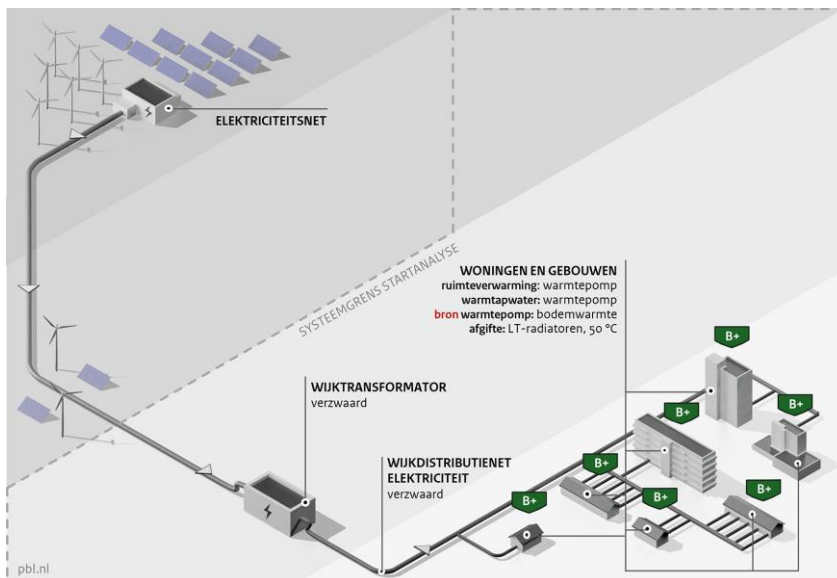 ELEKTRICITEITSNET
SYSTEEMGRENS STARTANALYSE
WONINGEN EN GEBOUWEN
ruimteverwarming: warmtepomp
warmtapwater: warmtepomp
bron warmtepomp: bodemwarmte
afgifte: LT-radiatoren, 50 °C
B+
B+
B+
WIJKTRANSFORMATOR
verzwaard
WIJKDISTRIBUTIENET
ELEKTRICITEIT
verzwaard
B+
B+
B+
B+
pbl.nl